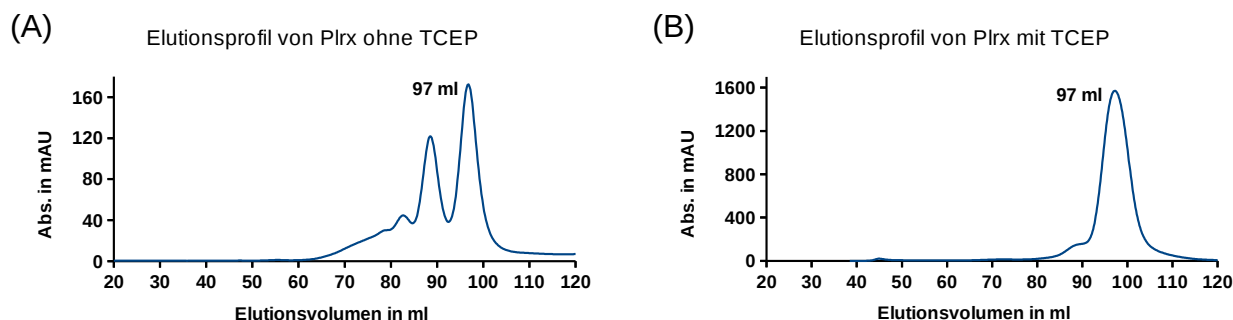 (A)
Elutionsprofil von Plrx ohne TCEP
97 ml
160
120
80
40
0
Abs. in mAU
20 30 40 50 60 70 80 90 100 110 120
Elutionsvolumen in ml
(B)
Elutionsprofil von Plrx mit TCEP
97 ml
1600
1200
800
400
0
Abs. in mAU
20 30 40 50 60 70 80 90 100 110 120
Elutionsvolumen in ml